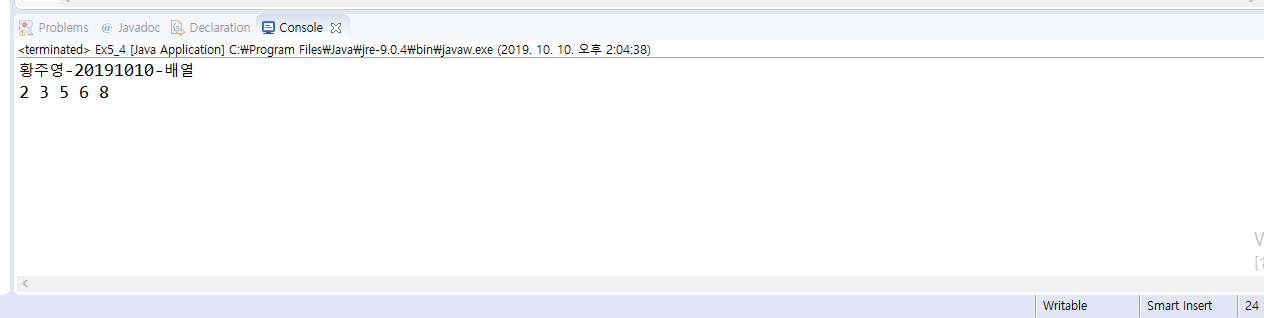 Problems @ Javadoc Declaration Console
<terminated> Ex5_4 [Java Application] C:₩Program Files₩Java₩jre-9.0.4₩bin₩javaw.exe (2019. 10. 10. 오후 2:04:38)
황주영-20191010-배열
2 3 5 6 8
Writable Smart Insert 24